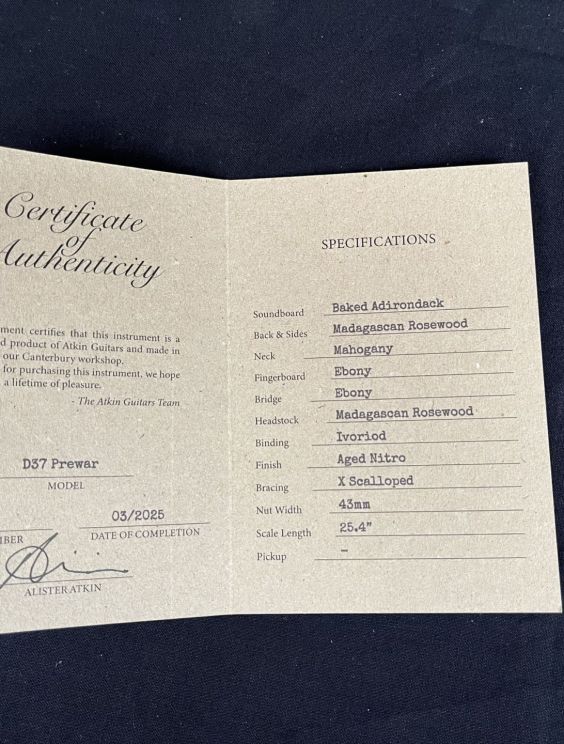 Certificate
of
Authenticity
ment certifies that this instrument is a
d product of Atkin Guitars and made in
our Canterbury workshop.
for purchasing this instrument, we hope
a lifetime of pleasure.
- The Atkin Guitars Team
D37 Prewar
MODEL
03/2025
DATE OF COMPLETION
ALISTER ATKIN
SPECIFICATIONS
Soundboard Baked Adirondack
Back & Sides Madagascan Rosewood
Neck Mahogany
Fingerboard Ebony
Bridge Ebony
Headstock Madagascan Rosewood
Binding Ivoriod
Finish Aged Nitro
Bracing X Scalloped
Nut Width 43mm
Scale Length 25.4"
Pickup –